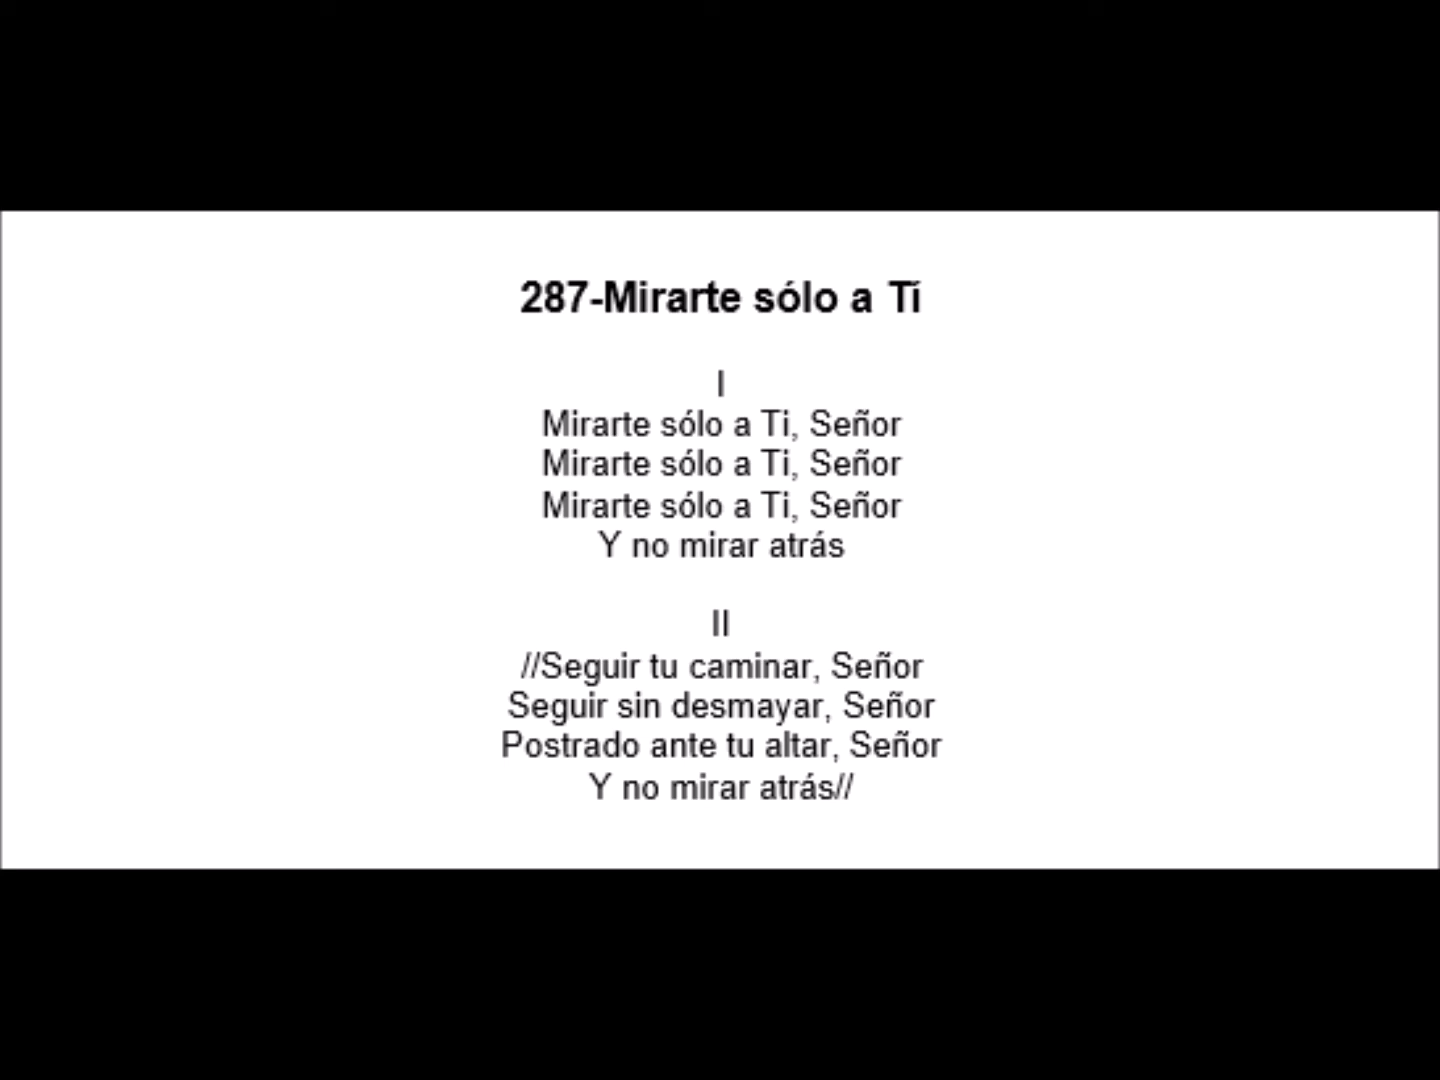 287-Mirarte sólo a Tí
I
Mirarte sólo a Ti, Señor
Mirarte sólo a Ti, Señor
Mirarte sólo a Ti, Señor
Y no mirar atrás
II
//Seguir tu caminar, Señor
Seguir sin desmayar, Señor
Postrado ante tu altar, Señor
Y no mirar atrás//